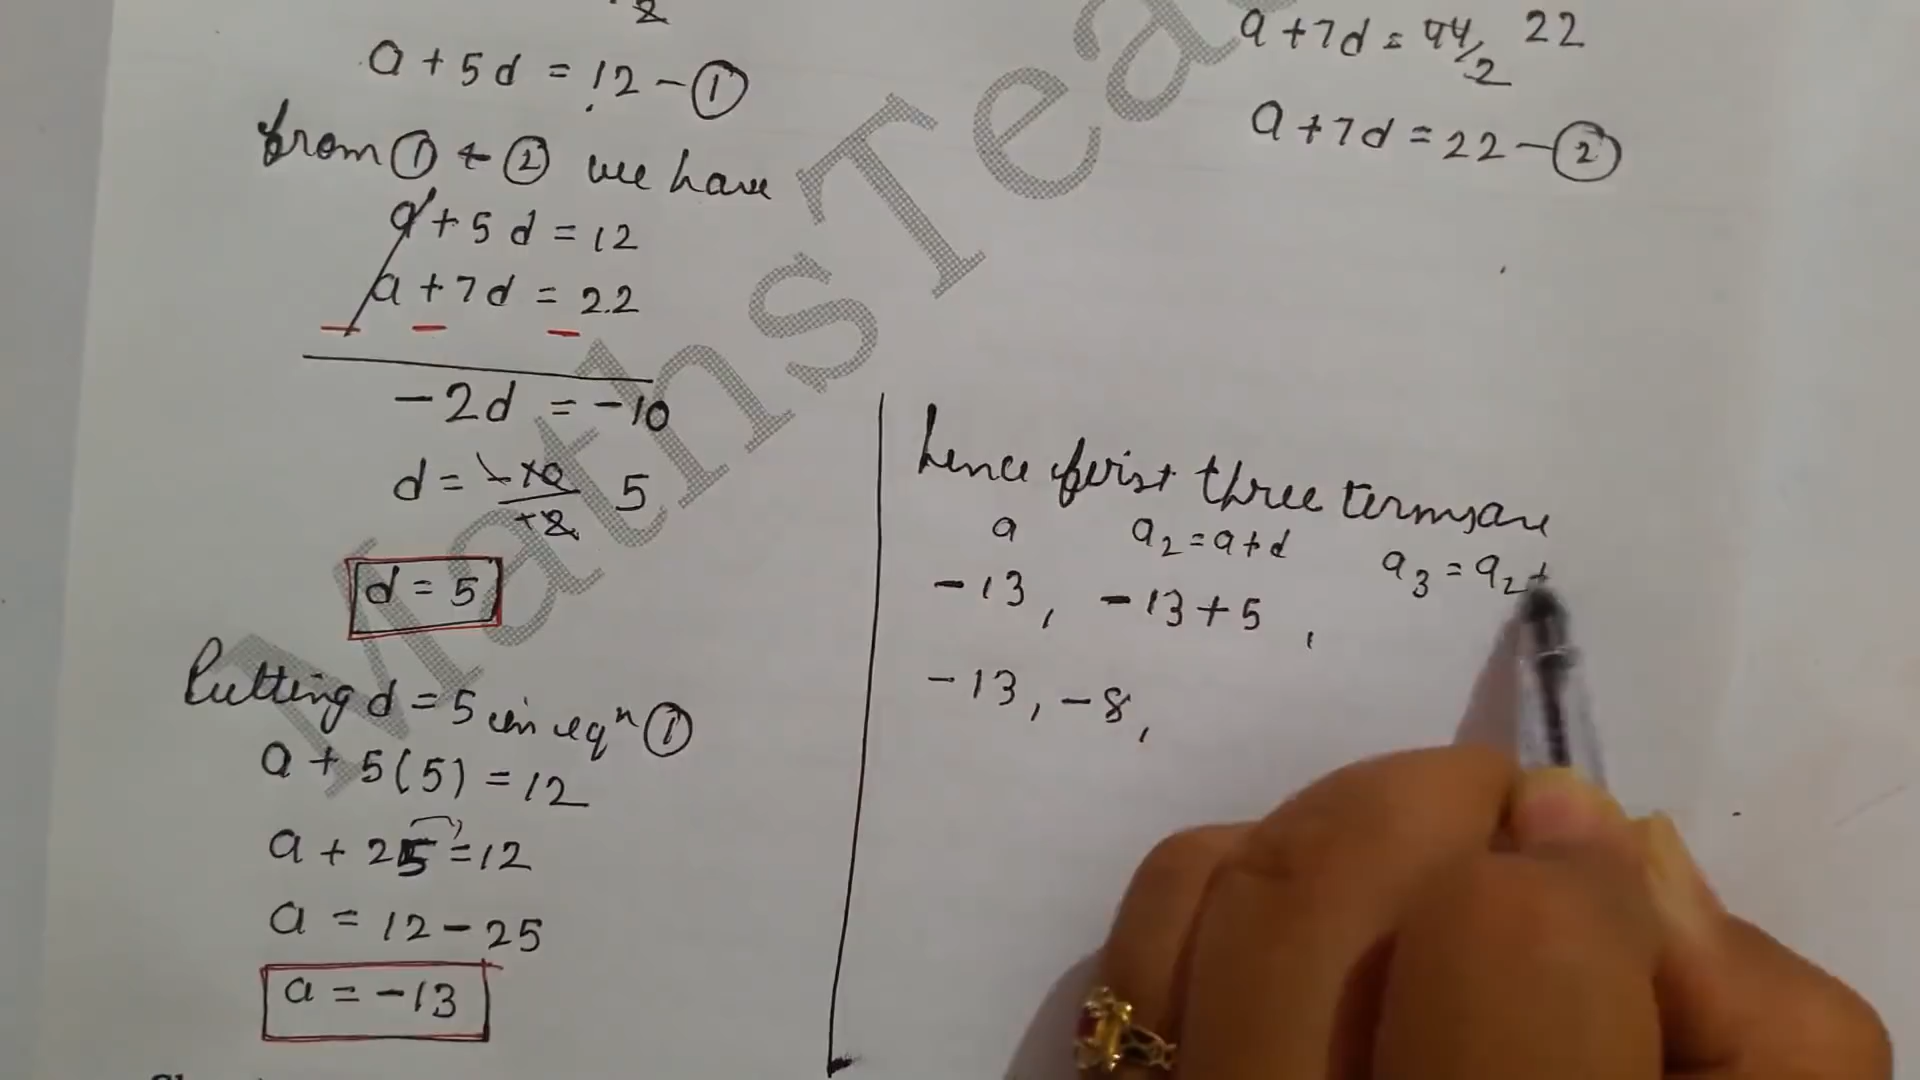 a + 5d = 12 - ①
from ① & ② we have
a + 5d = 12
a + 7d = 22
- - -
-2d = -10
d = -10/-2 5
d = 5
Putting d = 5 in eqⁿ ①
a + 5(5) = 12
a + 25 = 12
a = 12 - 25
a = -13
a + 7d = 44/2 22
a + 7d = 22 - ②
hence first three terms are
a a₂ = a + d a₃ = a₂ +
-13, -13 + 5 ,
-13, -8,